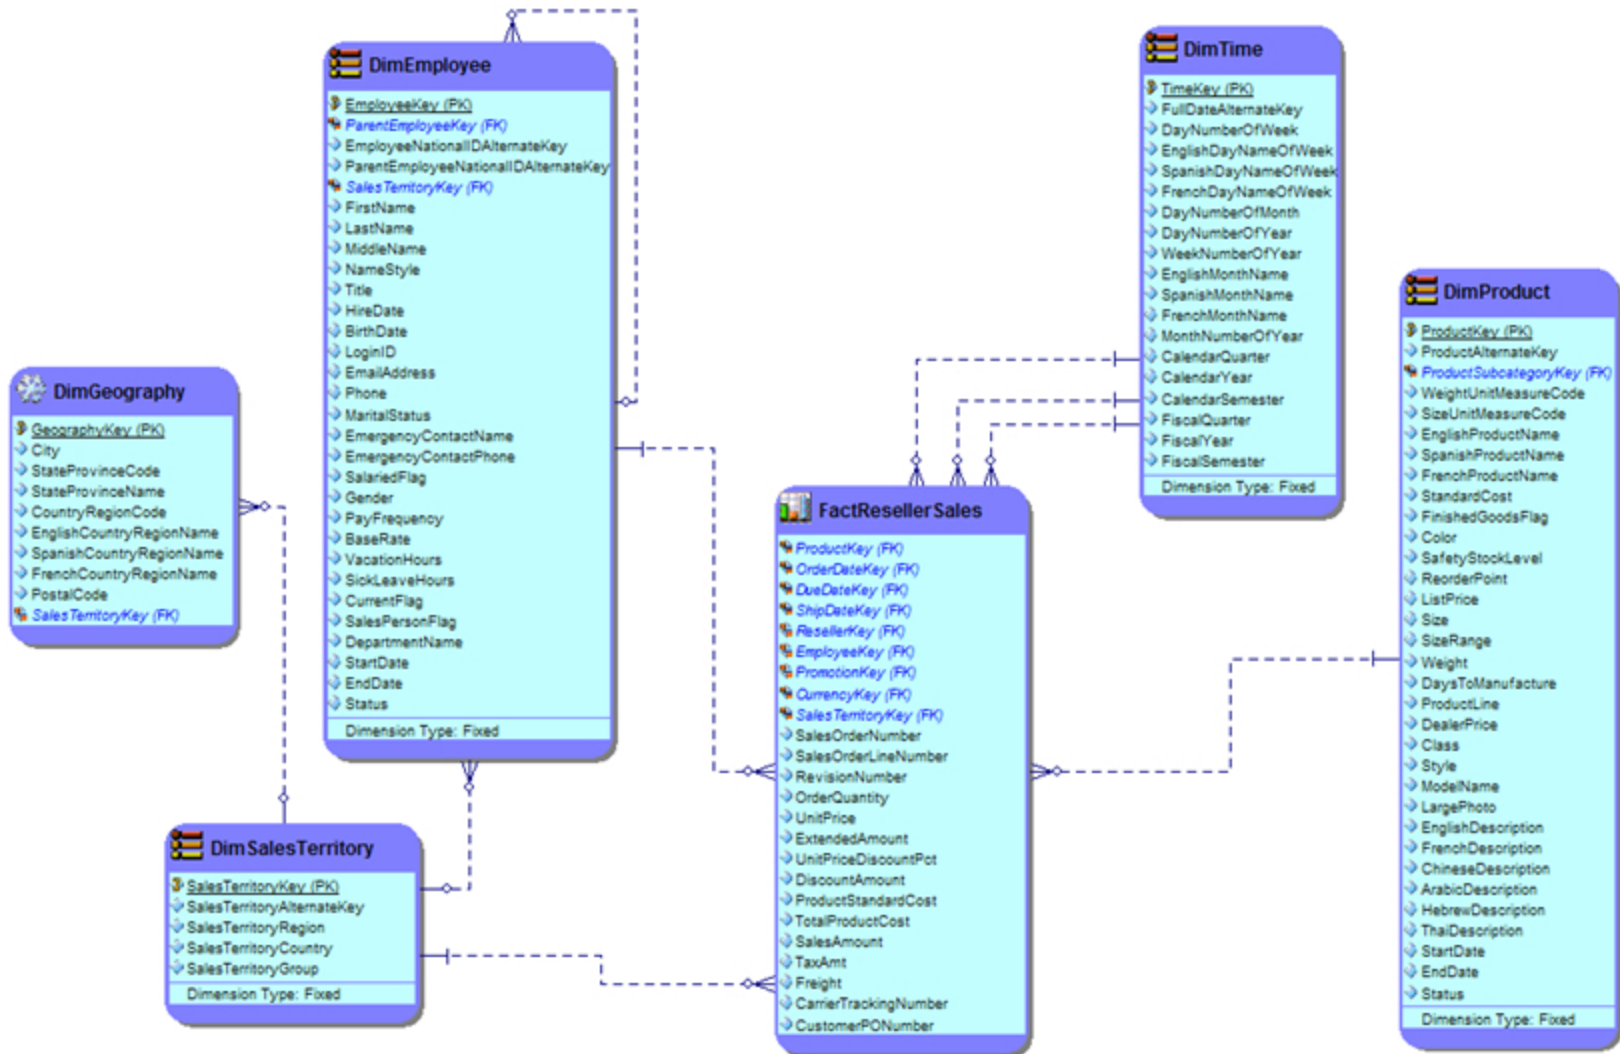 DimEmployee
EmployeeKey (PK)
ParentEmployeeKey (FK)
EmployeeNationalIDAlternateKey
ParentEmployeeNationalIDAlternateKey
SalesTerritoryKey (FK)
FirstName
LastName
MiddleName
NameStyle
Title
HireDate
BirthDate
LoginID
EmailAddress
Phone
MaritalStatus
EmergencyContactName
EmergencyContactPhone
SalariedFlag
Gender
PayFrequency
BaseRate
VacationHours
SickLeaveHours
CurrentFlag
SalesPersonFlag
DepartmentName
StartDate
EndDate
Status
Dimension Type: Fixed
DimTime
TimeKey (PK)
FullDateAlternateKey
DayNumberOfWeek
EnglishDayNameOfWeek
SpanishDayNameOfWeek
FrenchDayNameOfWeek
DayNumberOfMonth
DayNumberOfYear
WeekNumberOfYear
EnglishMonthName
SpanishMonthName
FrenchMonthName
MonthNumberOfYear
CalendarQuarter
CalendarYear
CalendarSemester
FiscalQuarter
FiscalYear
FiscalSemester
Dimension Type: Fixed
DimProduct
ProductKey (PK)
ProductAlternateKey
ProductSubcategoryKey (FK)
WeightUnitMeasureCode
SizeUnitMeasureCode
EnglishProductName
SpanishProductName
FrenchProductName
StandardCost
FinishedGoodsFlag
Color
SafetyStockLevel
ReorderPoint
ListPrice
Size
SizeRange
Weight
DaysToManufacture
ProductLine
DealerPrice
Class
Style
ModelName
LargePhoto
EnglishDescription
FrenchDescription
ChineseDescription
ArabicDescription
HebrewDescription
ThaiDescription
StartDate
EndDate
Status
Dimension Type: Fixed
DimGeography
GeographyKey (PK)
City
StateProvinceCode
StateProvinceName
CountryRegionCode
EnglishCountryRegionName
SpanishCountryRegionName
FrenchCountryRegionName
PostalCode
SalesTerritoryKey (FK)
FactResellerSales
ProductKey (FK)
OrderDateKey (FK)
DueDateKey (FK)
ShipDateKey (FK)
ResellerKey (FK)
EmployeeKey (FK)
PromotionKey (FK)
CurrencyKey (FK)
SalesTerritoryKey (FK)
SalesOrderNumber
SalesOrderLineNumber
RevisionNumber
OrderQuantity
UnitPrice
ExtendedAmount
UnitPriceDiscountPct
DiscountAmount
ProductStandardCost
TotalProductCost
SalesAmount
TaxAmt
Freight
CarrierTrackingNumber
CustomerPONumber
DimSalesTerritory
SalesTerritoryKey (PK)
SalesTerritoryAlternateKey
SalesTerritoryRegion
SalesTerritoryCountry
SalesTerritoryGroup
Dimension Type: Fixed